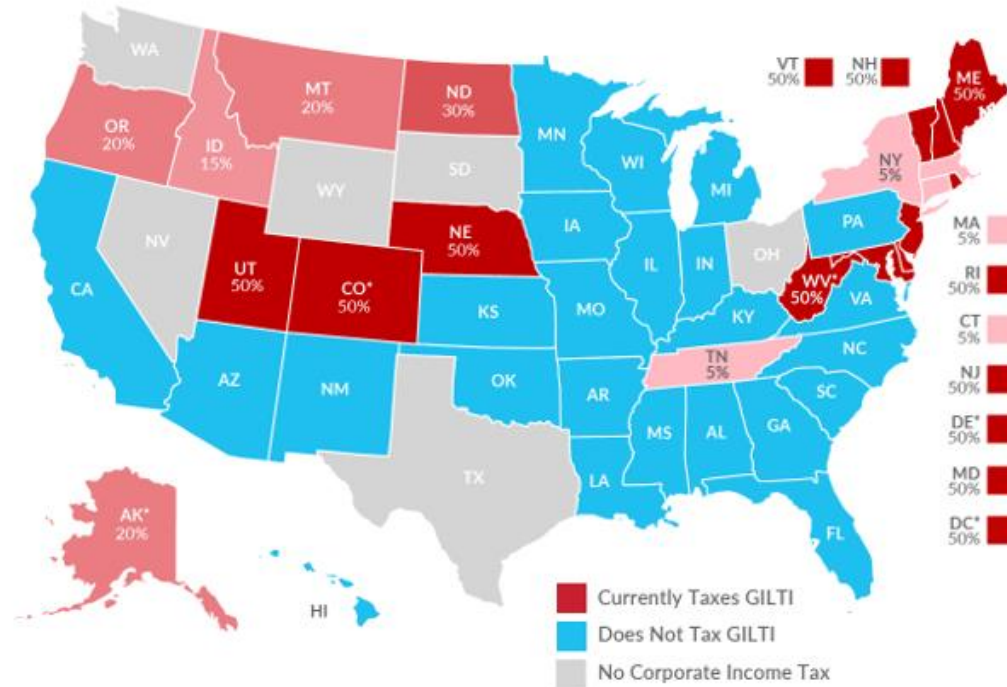 WA
VT
50%
NH
50%
ME
50%
MT
20%
ND
30%
MN
OR
20%
ID
15%
WI
NY
5%
SD
MI
WY
MA
5%
IA
PA
NE
50%
NV
OH
RI
50%
UT
50%
IL
IN
CO*
50%
WV*
50%
VA
CA
CT
5%
KS
MO
KY
NC
TN
5%
NJ
50%
AZ
NM
OK
AR
SC
DE*
50%
MS
AL
GA
TX
LA
MD
50%
AK*
20%
FL
DC*
50%
HI
Currently Taxes GILTI
Does Not Tax GILTI
No Corporate Income Tax